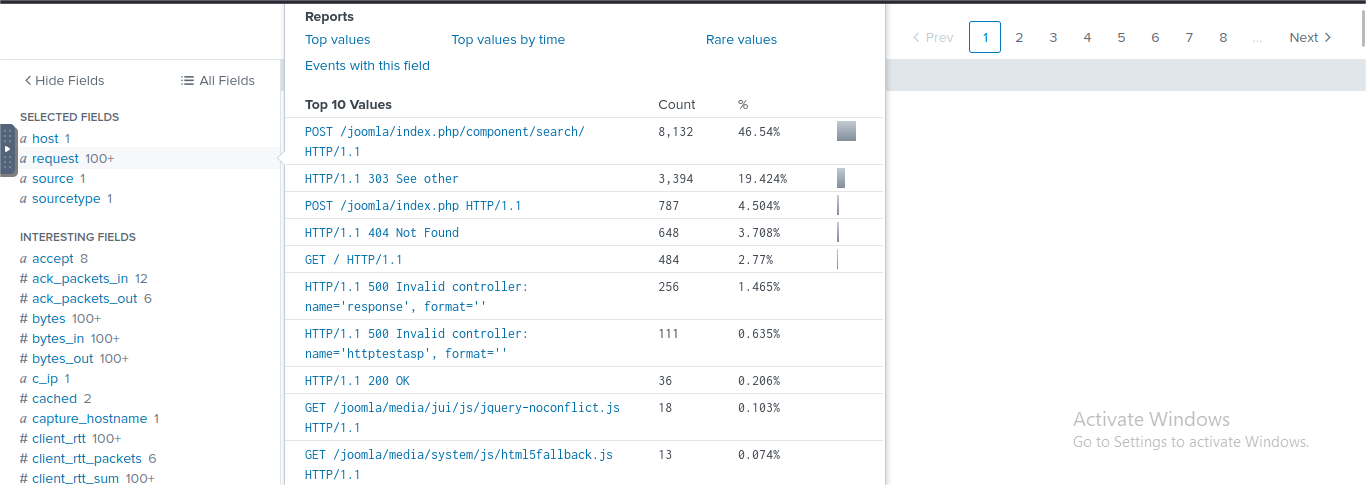 Reports
Top values Top values by time Rare values
Events with this field
< Prev 1 2 3 4 5 6 7 8 ... Next >
< Hide Fields All Fields
SELECTED FIELDS
a host 1
a request 100+
a source 1
a sourcetype 1
INTERESTING FIELDS
a accept 8
# ack_packets_in 12
# ack_packets_out 6
# bytes 100+
# bytes_in 100+
# bytes_out 100+
a c_ip 1
# cached 2
a capture_hostname 1
# client_rtt 100+
# client_rtt_packets 6
# client_rtt_sum 100+
Top 10 Values Count %
POST /joomla/index.php/component/search/ 8,132 46.54%
HTTP/1.1
HTTP/1.1 303 See other 3,394 19.424%
POST /joomla/index.php HTTP/1.1 787 4.504%
HTTP/1.1 404 Not Found 648 3.708%
GET / HTTP/1.1 484 2.77%
HTTP/1.1 500 Invalid controller: 256 1.465%
name='response', format=''
HTTP/1.1 500 Invalid controller: 111 0.635%
name='httptestasp', format=''
HTTP/1.1 200 OK 36 0.206%
GET /joomla/media/jui/js/jquery-noconflict.js 18 0.103%
HTTP/1.1
GET /joomla/media/system/js/html5fallback.js 13 0.074%
HTTP/1.1
Activate Windows
Go to Settings to activate Windows.